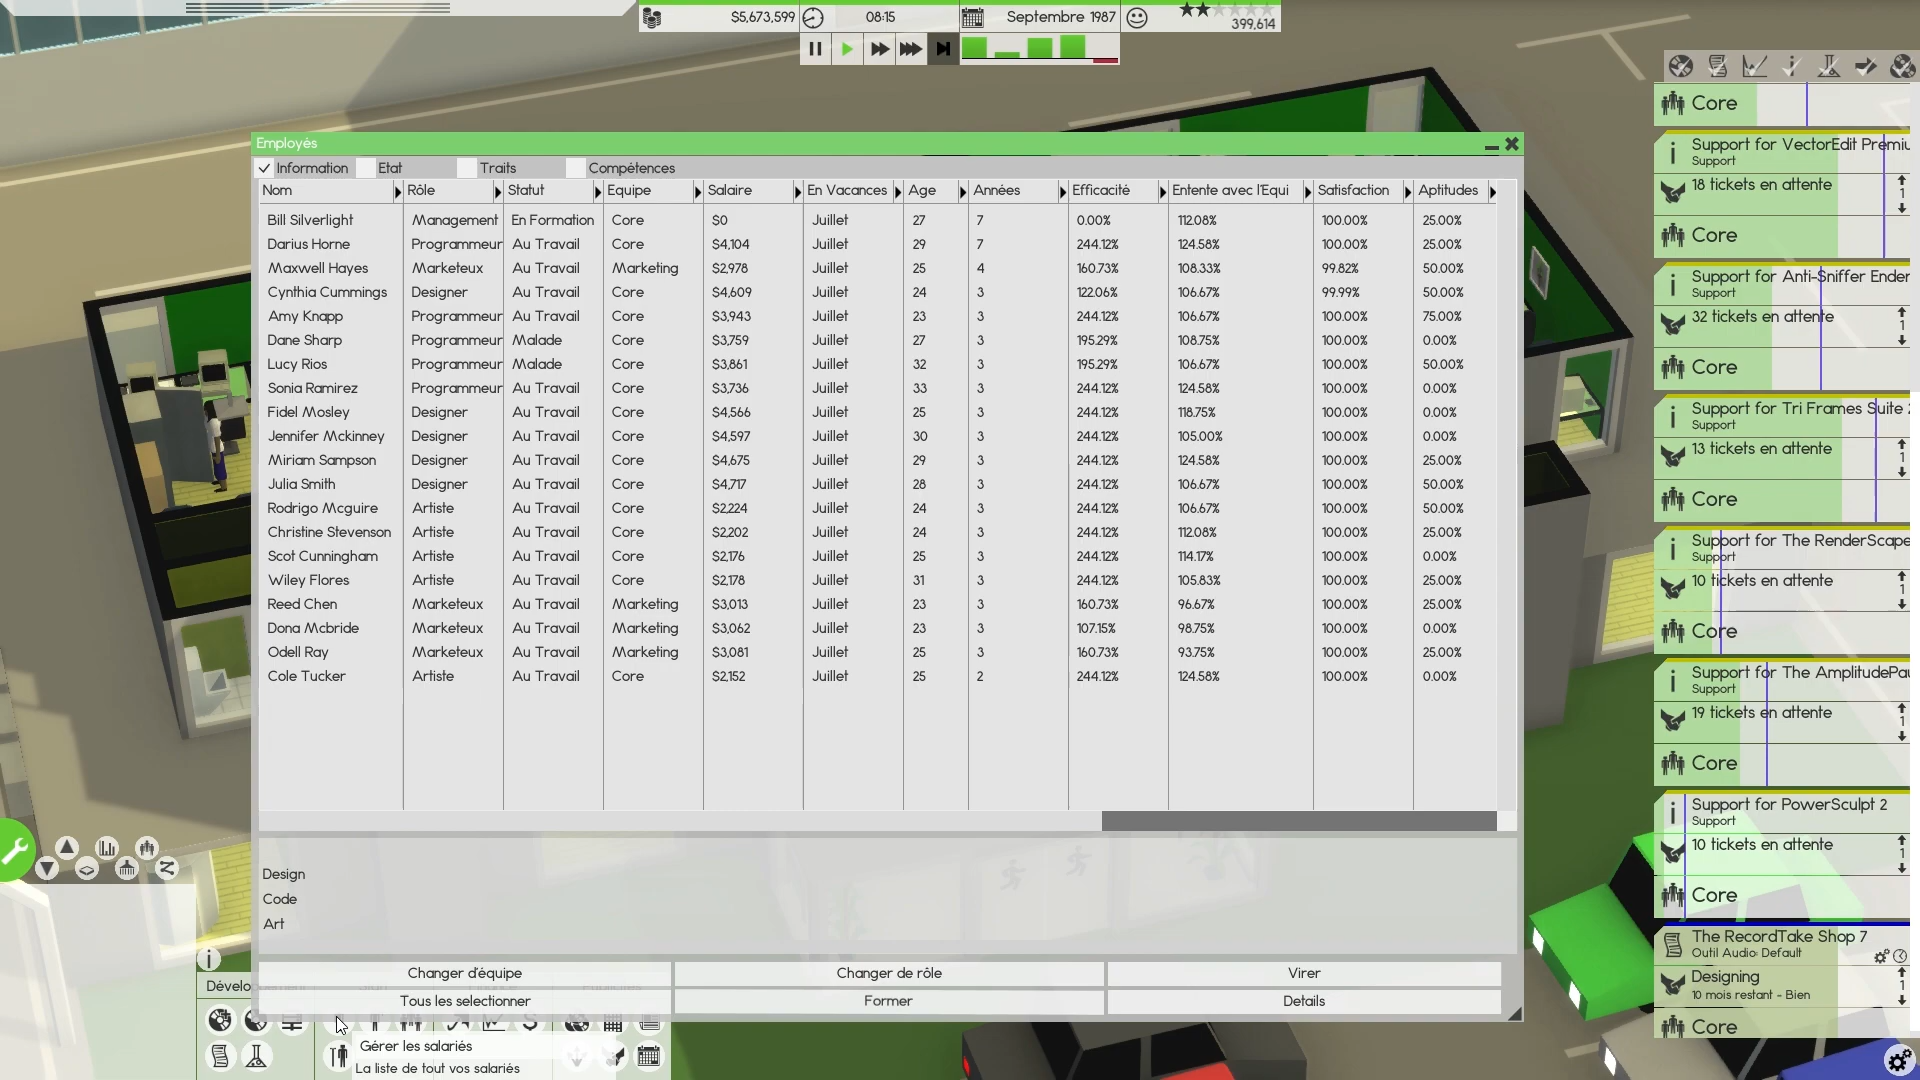 $5,673,599 08:15 Septembre 1987 399,614
Employés
Information Etat Traits Compétences
Nom Rôle Statut Equipe Salaire En Vacances Age Années Efficacité Entente avec l'Equi Satisfaction Aptitudes
Bill Silverlight Management En Formation Core $0 Juillet 27 7 0.00% 112.08% 100.00% 25.00%
Darius Horne Programmeur Au Travail Core $4,104 Juillet 29 7 244.12% 124.58% 100.00% 25.00%
Maxwell Hayes Marketeux Au Travail Marketing $2,978 Juillet 25 4 160.73% 108.33% 99.82% 50.00%
Cynthia Cummings Designer Au Travail Core $4,609 Juillet 24 3 122.06% 106.67% 99.99% 50.00%
Amy Knapp Programmeur Au Travail Core $3,943 Juillet 23 3 244.12% 106.67% 100.00% 75.00%
Dane Sharp Programmeur Malade Core $3,759 Juillet 27 3 195.29% 108.75% 100.00% 0.00%
Lucy Rios Programmeur Malade Core $3,861 Juillet 32 3 195.29% 106.67% 100.00% 50.00%
Sonia Ramirez Programmeur Au Travail Core $3,736 Juillet 33 3 244.12% 124.58% 100.00% 0.00%
Fidel Mosley Designer Au Travail Core $4,566 Juillet 25 3 244.12% 118.75% 100.00% 0.00%
Jennifer Mckinney Designer Au Travail Core $4,597 Juillet 30 3 244.12% 105.00% 100.00% 0.00%
Miriam Sampson Designer Au Travail Core $4,675 Juillet 29 3 244.12% 124.58% 100.00% 25.00%
Julia Smith Designer Au Travail Core $4,717 Juillet 28 3 244.12% 106.67% 100.00% 50.00%
Rodrigo Mcguire Artiste Au Travail Core $2,224 Juillet 24 3 244.12% 106.67% 100.00% 50.00%
Christine Stevenson Artiste Au Travail Core $2,202 Juillet 24 3 244.12% 112.08% 100.00% 25.00%
Scot Cunningham Artiste Au Travail Core $2,176 Juillet 25 3 244.12% 114.17% 100.00% 0.00%
Wiley Flores Artiste Au Travail Core $2,178 Juillet 31 3 244.12% 105.83% 100.00% 25.00%
Reed Chen Marketeux Au Travail Marketing $3,013 Juillet 23 3 160.73% 96.67% 100.00% 25.00%
Dona Mcbride Marketeux Au Travail Marketing $3,062 Juillet 23 3 107.15% 98.75% 100.00% 0.00%
Odell Ray Marketeux Au Travail Marketing $3,081 Juillet 25 3 160.73% 93.75% 100.00% 25.00%
Cole Tucker Artiste Au Travail Core $2,152 Juillet 25 2 244.12% 124.58% 100.00% 0.00%
Design
Code
Art
Changer d'équipe Changer de rôle Virer
Tous les selectionner Former Details
Gérer les salariés
La liste de tout vos salariés
Core
Support for VectorEdit Premiu
Support
18 tickets en attente
1
Core
Support for Anti-Sniffer Ender
Support
32 tickets en attente
1
Core
Support for Tri Frames Suite 2
Support
13 tickets en attente
1
Core
Support for The RenderScape
Support
10 tickets en attente
1
Core
Support for The AmplitudePau
Support
19 tickets en attente
1
Core
Support for PowerSculpt 2
Support
10 tickets en attente
1
Core
The RecordTake Shop 7
Outil Audio: Default
Designing
10 mois restant - Bien
1
Core